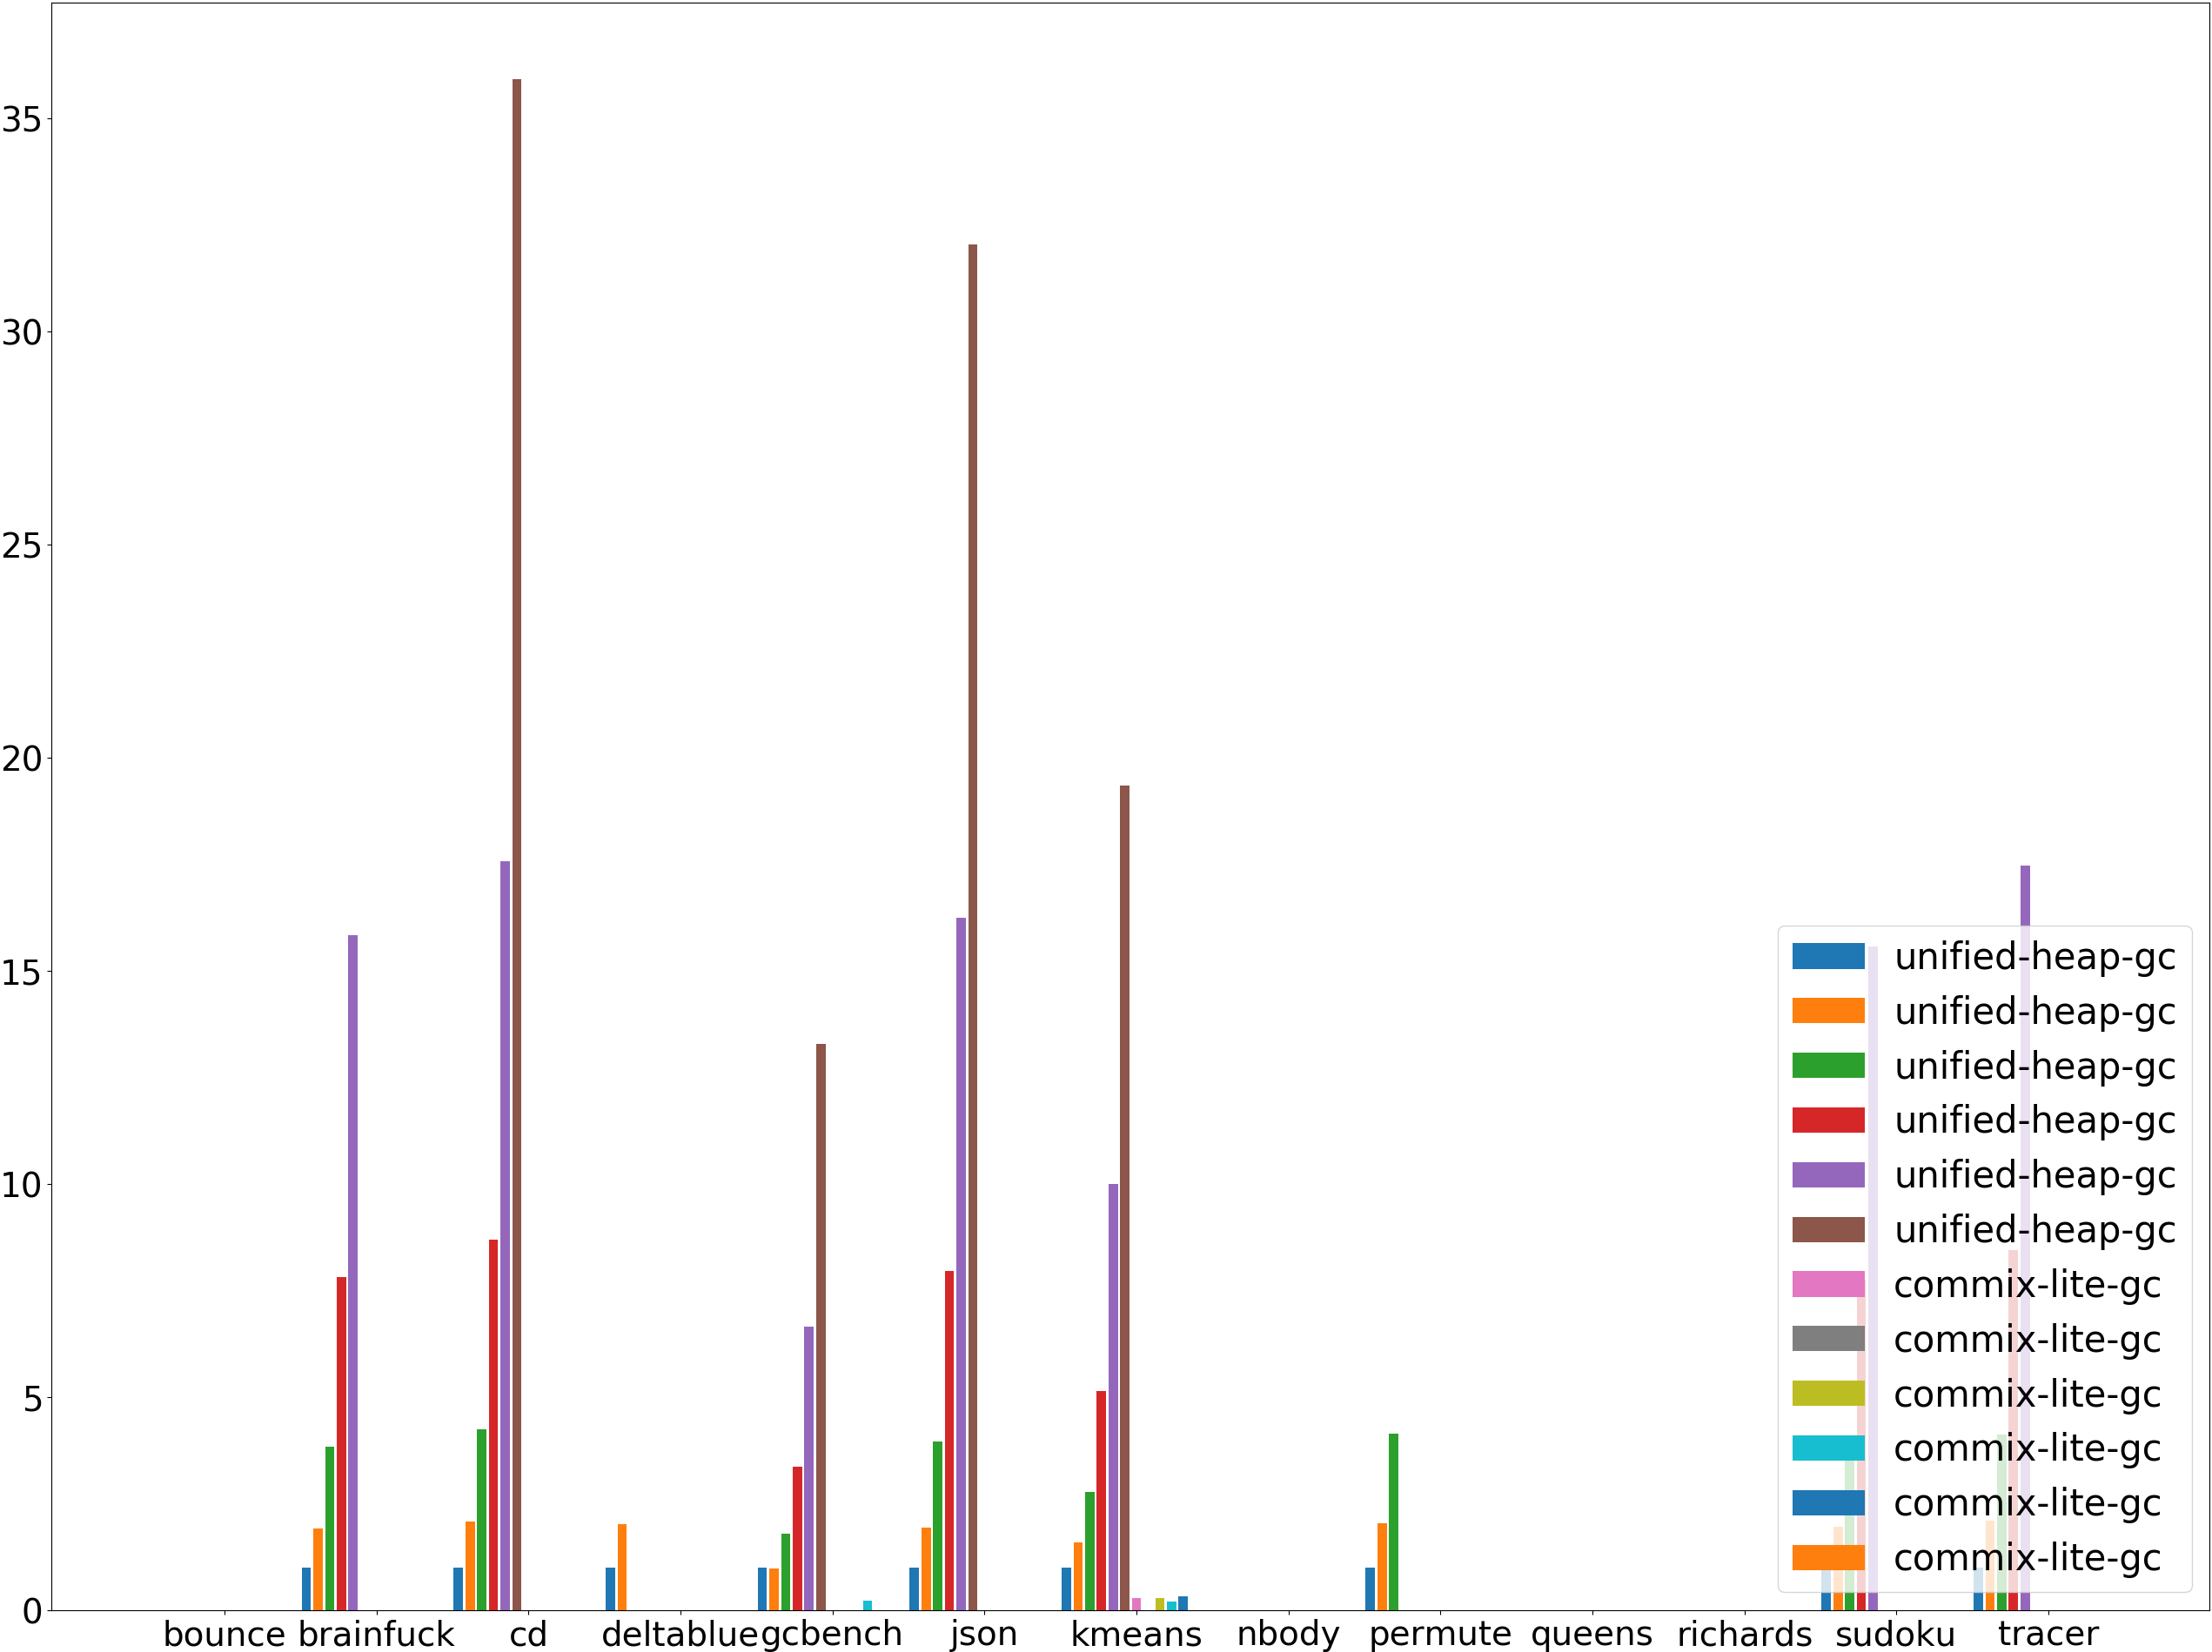 35
30
25
20
15
10
5
0
bounce brainfuck cd deltablue gcbench json kmeans nbody permute queens richards sudoku tracer
unified-heap-gc
unified-heap-gc
unified-heap-gc
unified-heap-gc
unified-heap-gc
unified-heap-gc
commix-lite-gc
commix-lite-gc
commix-lite-gc
commix-lite-gc
commix-lite-gc
commix-lite-gc